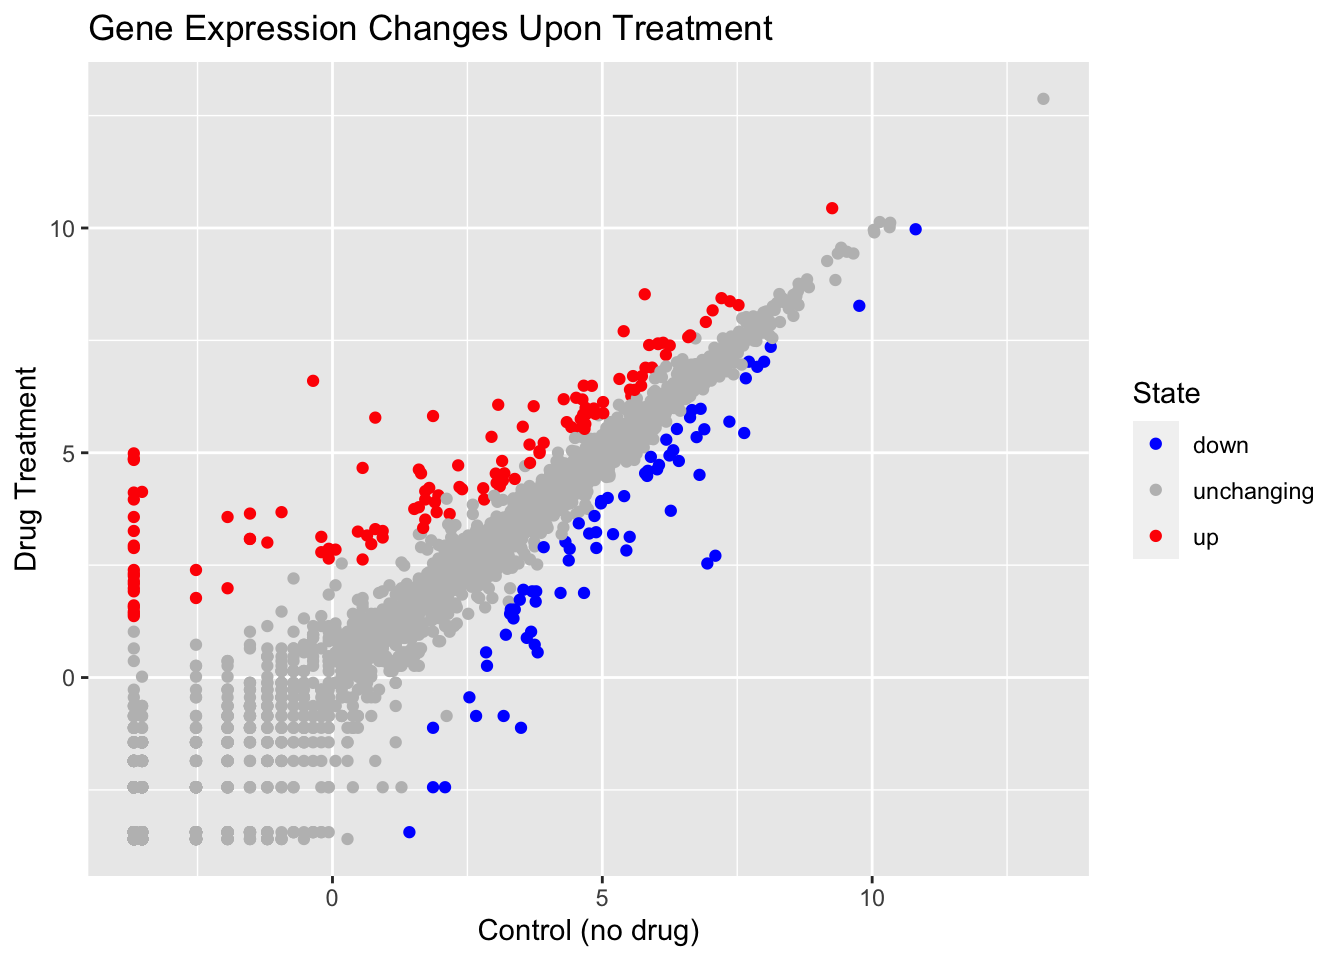 Gene Expression Changes Upon Treatment
10
5
0
Drug Treatment
0 5 10
Control (no drug)
State
down
unchanging
up